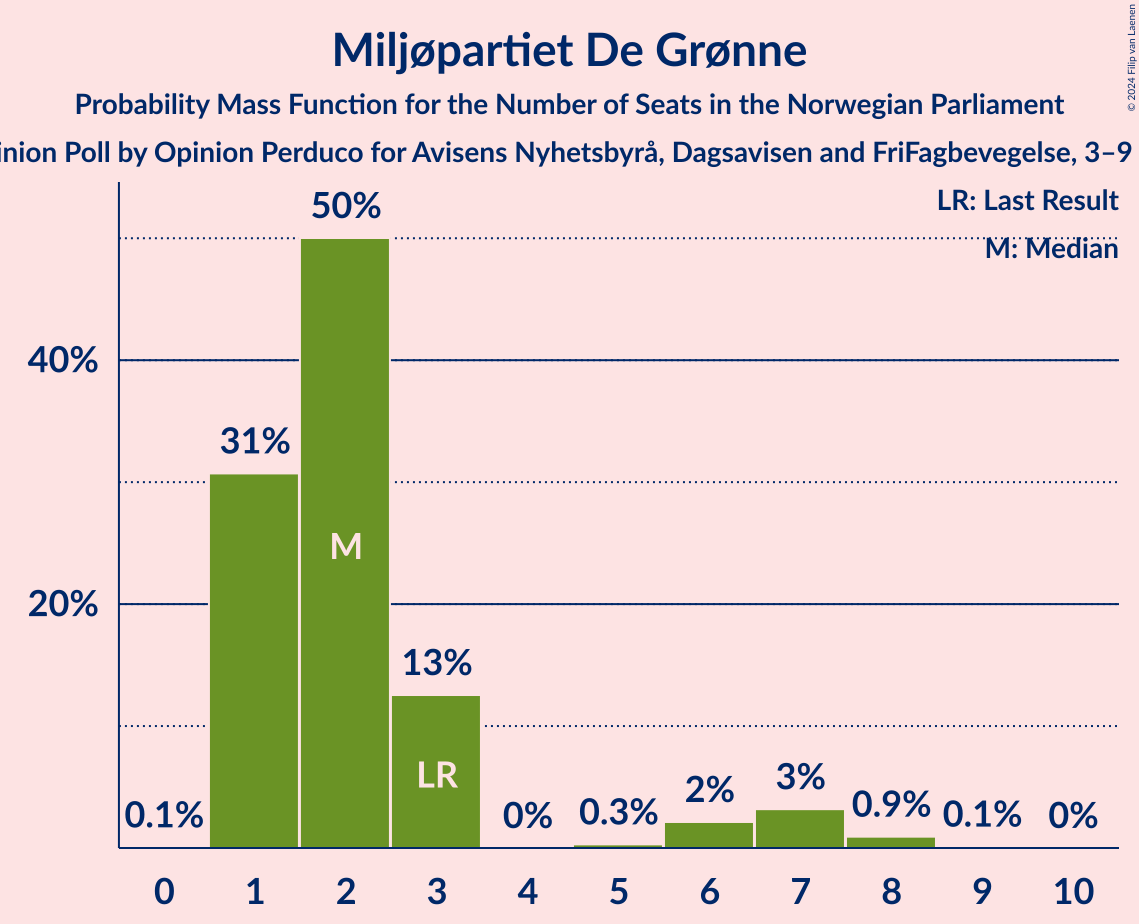 © 2024 Filip van Laenen
Miljøpartiet De Grønne
Probability Mass Function for the Number of Seats in the Norwegian Parliament
inion Poll by Opinion Perduco for Avisens Nyhetsbyrå, Dagsavisen and FriFagbevegelse, 3–9
LR: Last Result
M: Median
50%
40%
31%
M
20%
13%
LR
0.1%
0%
0.3%
2%
3%
0.9%
0.1%
0%
0 1 2 3 4 5 6 7 8 9 10